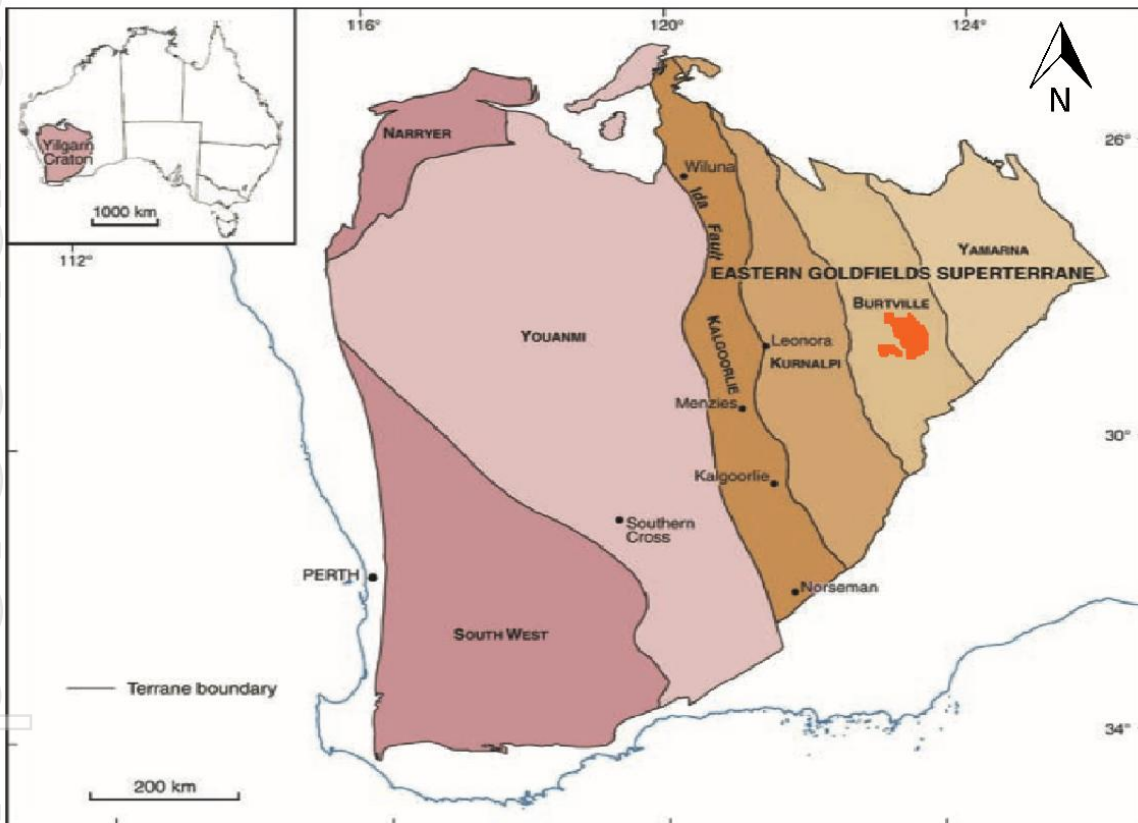 116°
120°
124°
N
Yilgarn
Craton
1000 km
112°
NARRYER
26°
Wiluna
Ida Fault
YAMARNA
EASTERN GOLDFIELDS SUPERTERRANE
BURTVILLE
YOUANMI
KALGOORLIE
Leonora
KURNALPI
Menzies
30°
Kalgoorlie
Southern
Cross
PERTH
Norseman
SOUTH WEST
Terrane boundary
34°
200 km